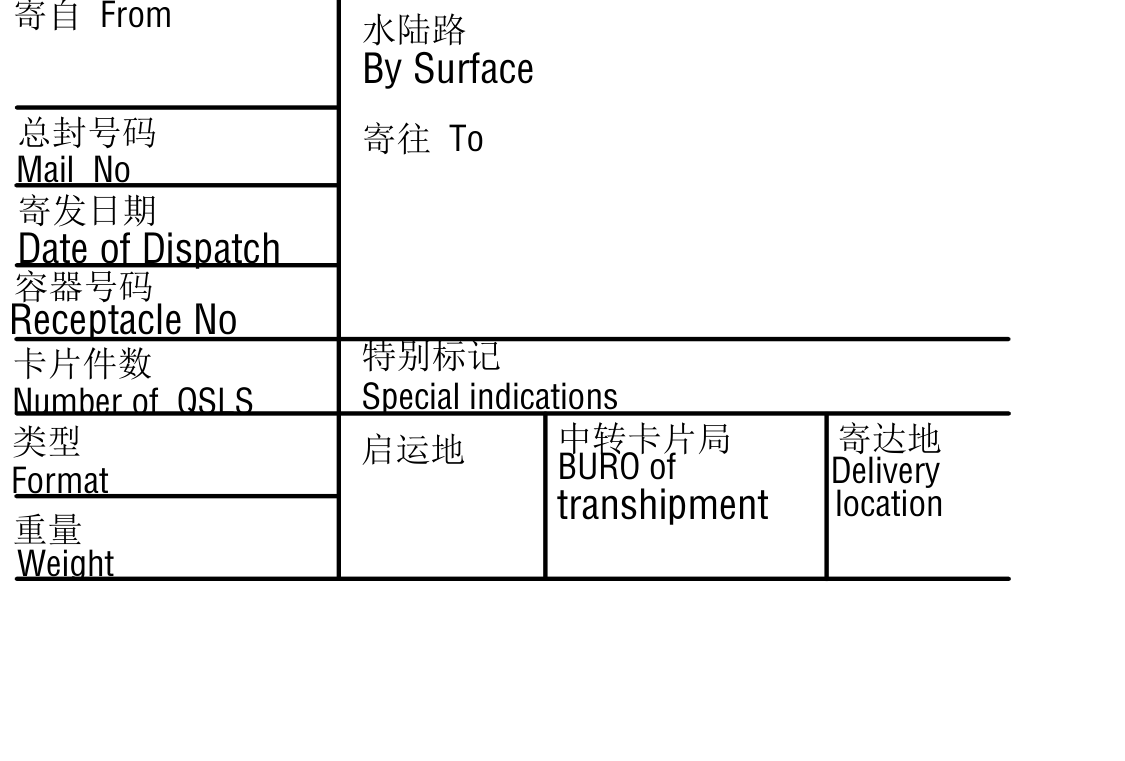 寄自 From
水陆路
By Surface
寄往 To
总封号码
Mail No
寄发日期
Date of Dispatch
容器号码
Receptacle No
卡片件数
Number of QSLS
特别标记
Special indications
类型
Format
重量
Weight
启运地
中转卡片局
BURO of
transhipment
寄达地
Delivery
location